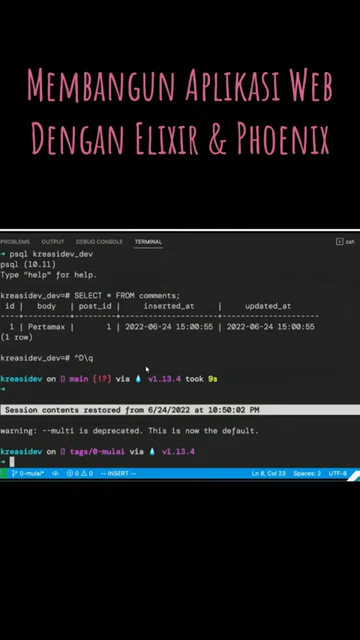 Membangun Aplikasi Web
Dengan Elixir & Phoenix
PROBLEMS OUTPUT DEBUG CONSOLE TERMINAL zsh
➜ psql kreasidev_dev
psql (10.11)
Type "help" for help.
kreasidev_dev=# SELECT * FROM comments;
id | body | post_id | inserted_at | updated_at
----+----------+---------+---------------------+---------------------
1 | Pertamax | 1 | 2022-06-24 15:00:55 | 2022-06-24 15:00:55
(1 row)
kreasidev_dev=# ^D\q
kreasidev on main [!?] via v1.13.4 took 9s
➜
Session contents restored from 6/24/2022 at 10:50:02 PM
warning: --multi is deprecated. This is now the default.
kreasidev on tags/0-mulai via v1.13.4
➜
0-mulai* 0 0 -- INSERT -- Ln 8, Col 23 Spaces: 2 UTF-8